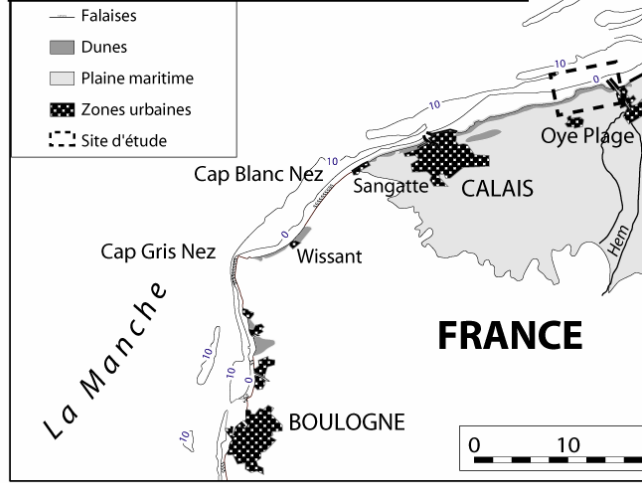 Falaises
Dunes
Plaine maritime
Zones urbaines
Site d'étude
10
0
10
Oye Plage
10
Cap Blanc Nez
Sangatte
CALAIS
0
Cap Gris Nez
Wissant
Hem
La Manche
FRANCE
10
10
0
BOULOGNE
10
0 10